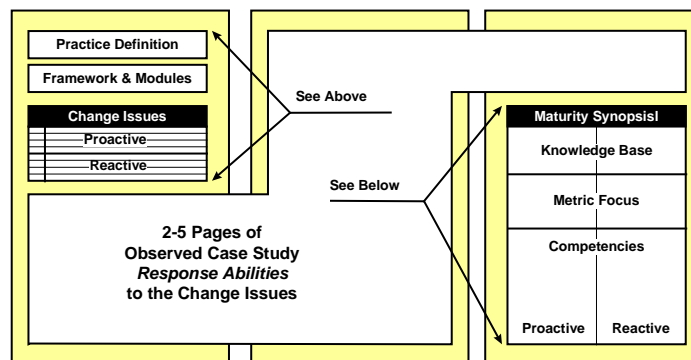 Practice Definition
Framework & Modules
Change Issues
Proactive
Reactive
See Above
See Below
2-5 Pages of
Observed Case Study
Response Abilities
to the Change Issues
Maturity Synopsisl
Knowledge Base
Metric Focus
Competencies
Proactive Reactive